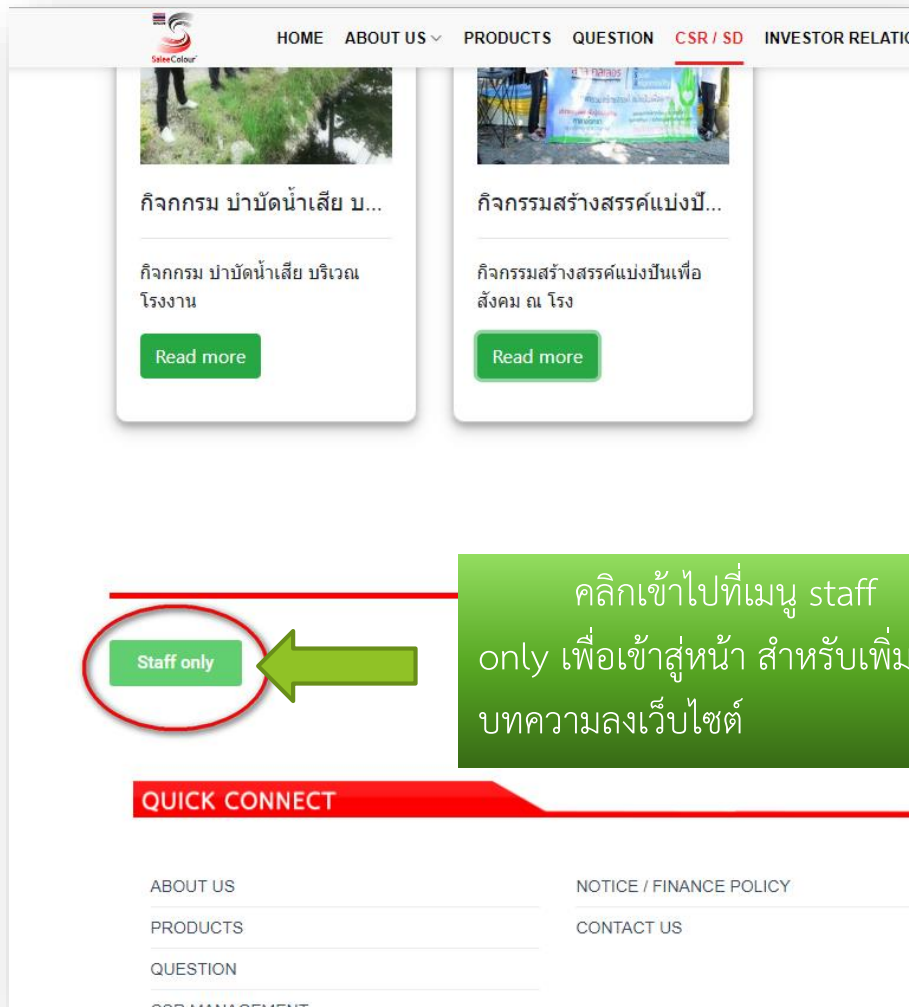 SaleeColour
HOME ABOUT US PRODUCTS QUESTION CSR / SD INVESTOR RELATIO
กิจกกรม บำบัดน้ำเสีย บ...
กิจกรรมสร้างสรรค์แบ่งปั...
กิจกกรม บำบัดน้ำเสีย บริเวณ
โรงงาน
กิจกรรมสร้างสรรค์แบ่งปันเพื่อ
สังคม ณ โรง
Read more
Read more
คลิกเข้าไปที่เมนู staff
only เพื่อเข้าสู่หน้า สำหรับเพิ่ม
บทความลงเว็บไซต์
Staff only
QUICK CONNECT
ABOUT US
PRODUCTS
QUESTION
CSR MANAGEMENT
NOTICE / FINANCE POLICY
CONTACT US